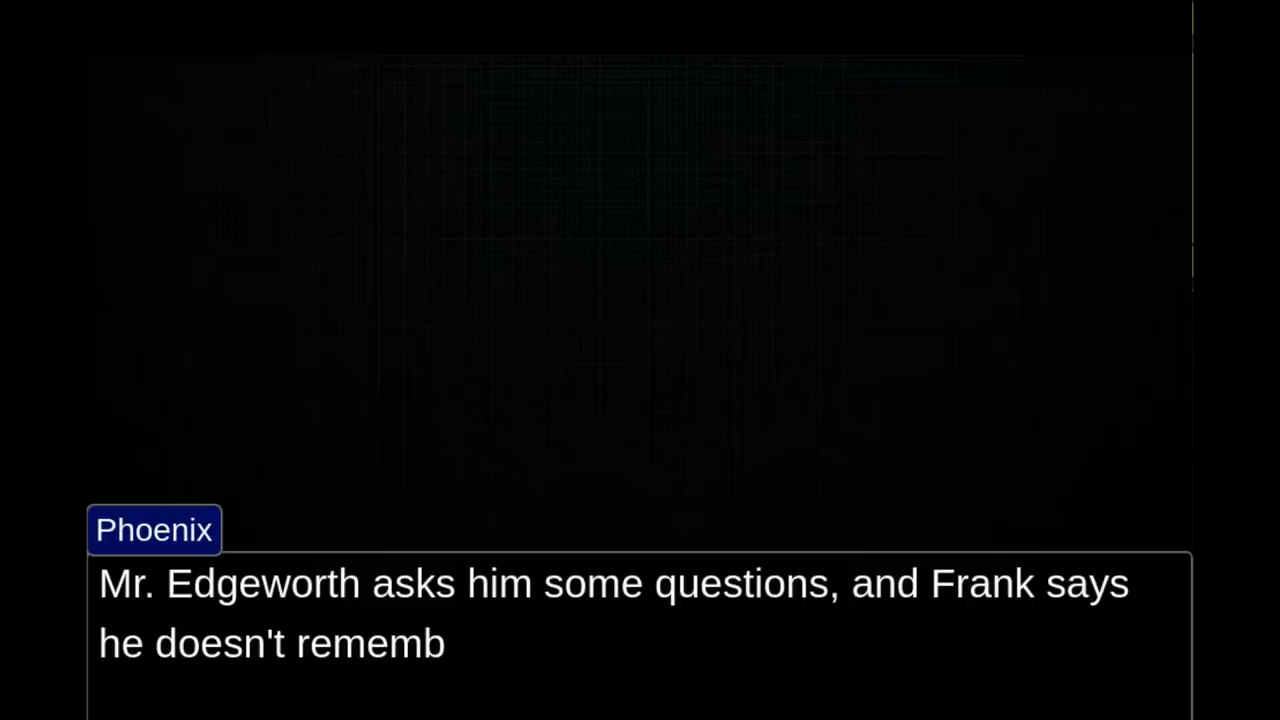 Phoenix
Mr. Edgeworth asks him some questions, and Frank says
he doesn't rememb